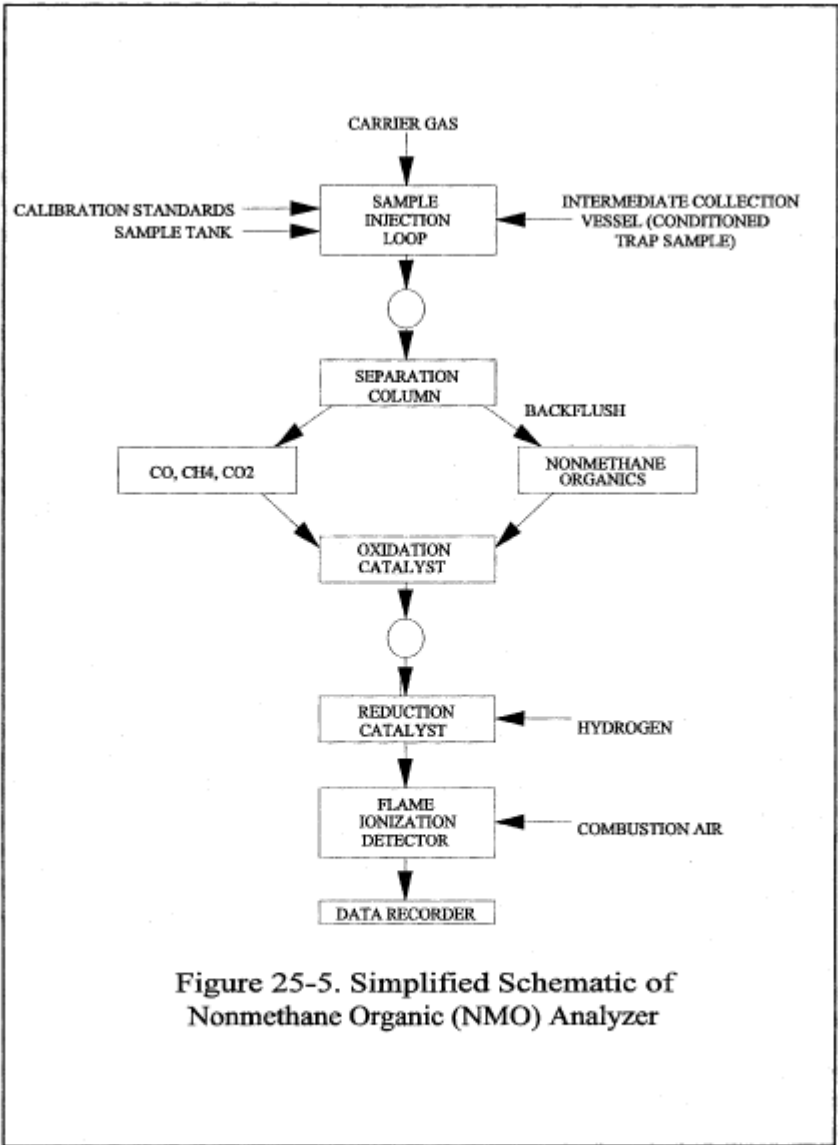 CARRIER GAS
CALIBRATION STANDARDS
SAMPLE TANK
SAMPLE
INJECTION
LOOP
INTERMEDIATE COLLECTION
VESSEL (CONDITIONED
TRAP SAMPLE)
SEPARATION
COLUMN
BACKFLUSH
CO, CH4, CO2
NONMETHANE
ORGANICS
OXIDATION
CATALYST
REDUCTION
CATALYST
HYDROGEN
FLAME
IONIZATION
DETECTOR
COMBUSTION AIR
DATA RECORDER
Figure 25-5. Simplified Schematic of
Nonmethane Organic (NMO) Analyzer